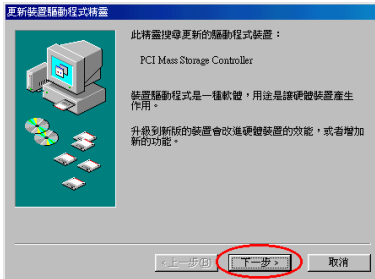 更新裝置驅動程式精靈
此精靈搜尋更新的驅動程式裝置：
PCI Mass Storage Controller
裝置驅動程式是一種軟體，用途是讓硬體裝置產生
作用。
升級到新版的裝置會改進硬體裝置的效能，或者增加
新的功能。
<上一步(B)
下一步 >
取消